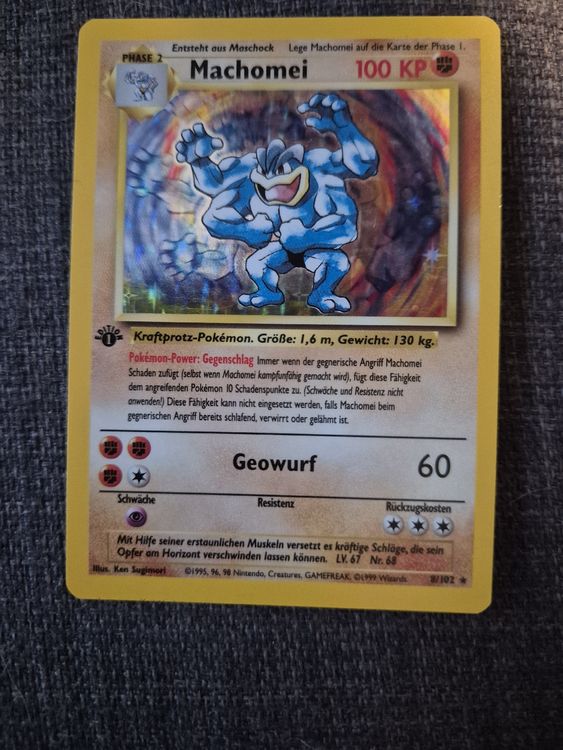 Entsteht aus Maschock Lege Machomei auf die Karte der Phase 1.
PHASE 2
Machomei 100 KP
EDITION
1
Kraftprotz-Pokémon. Größe: 1,6 m, Gewicht: 130 kg.
Pokémon-Power: Gegenschlag Immer wenn der gegnerische Angriff Machomei
Schaden zufügt (selbst wenn Machomei kampfunfähig gemacht wird), fügt diese Fähigkeit
dem angreifenden Pokémon 10 Schadenspunkte zu. (Schwäche und Resistenz nicht
anwenden!) Diese Fähigkeit kann nicht eingesetzt werden, falls Machomei beim
gegnerischen Angriff bereits schlafend, verwirrt oder gelähmt ist.
Geowurf 60
Schwäche Resistenz Rückzugskosten
Mit Hilfe seiner erstaunlichen Muskeln versetzt es kräftige Schläge, die sein
Opfer am Horizont verschwinden lassen können. LV. 67 Nr. 68
Illus. Ken Sugimori ©1995, 96, 98 Nintendo, Creatures, GAMEFREAK. ©1999 Wizards. 8/102 ★